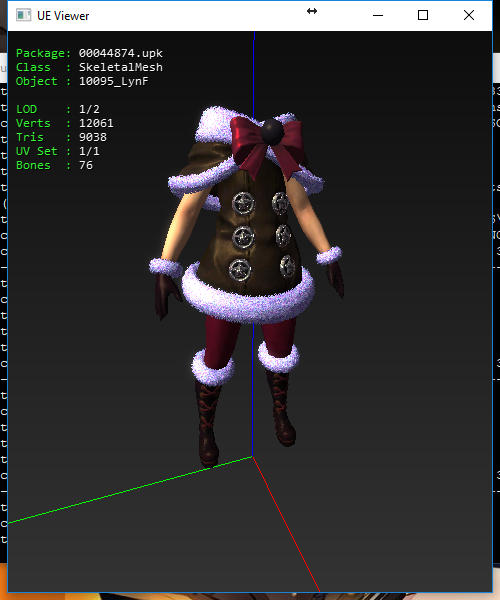 UE Viewer
Package: 00044874.upk
Class : SkeletalMesh
Object : 10095_LynF
LOD : 1/2
Verts : 12061
Tris : 9038
UV Set : 1/1
Bones : 76